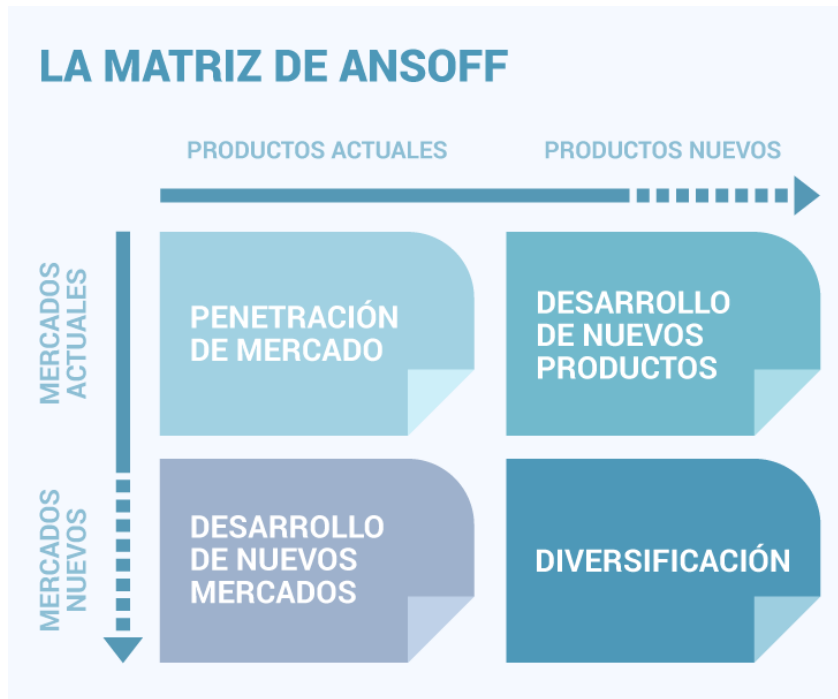 LA MATRIZ DE ANSOFF
PRODUCTOS ACTUALES
PRODUCTOS NUEVOS
MERCADOS
ACTUALES
PENETRACIÓN
DE MERCADO
DESARROLLO
DE NUEVOS
PRODUCTOS
MERCADOS
NUEVOS
DESARROLLO
DE NUEVOS
MERCADOS
DIVERSIFICACIÓN